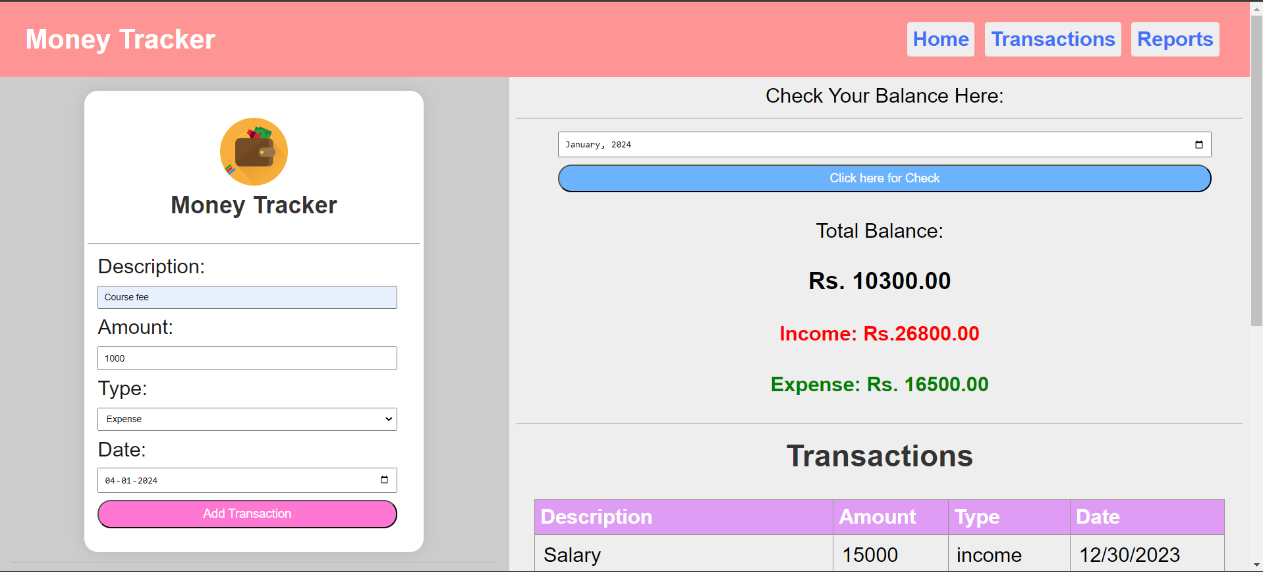 Money Tracker
Home Transactions Reports
Money Tracker
Description:
Course fee
Amount:
1000
Type:
Expense
Date:
04-01-2024
Add Transaction
Check Your Balance Here:
January, 2024
Click here for Check
Total Balance:
Rs. 10300.00
Income: Rs.26800.00
Expense: Rs. 16500.00
Transactions
Description Amount Type Date
Salary 15000 income 12/30/2023